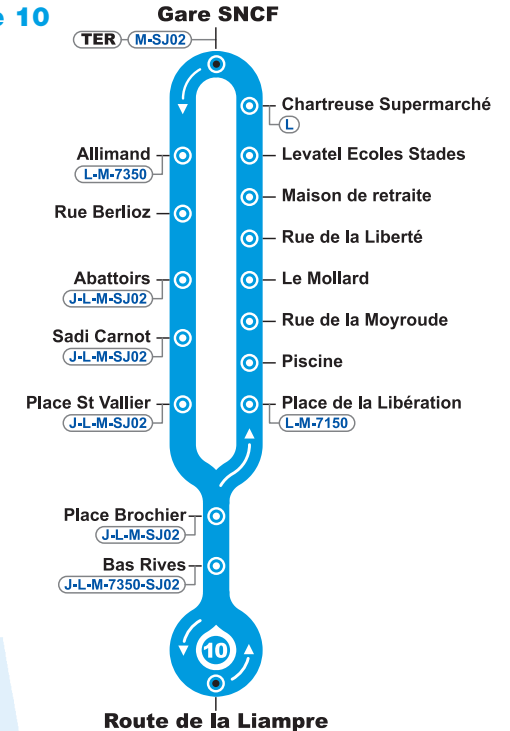 e 10
Gare SNCF
TER M-SJ02
Chartreuse Supermarché
L
Allimand
L-M-7350
Levatel Ecoles Stades
Maison de retraite
Rue Berlioz
Rue de la Liberté
Abattoirs
J-L-M-SJ02
Le Mollard
Sadi Carnot
J-L-M-SJ02
Rue de la Moyroude
Piscine
Place St Vallier
J-L-M-SJ02
Place de la Libération
L-M-7150
Place Brochier
J-L-M-SJ02
Bas Rives
J-L-M-7350-SJ02
10
Route de la Liampre